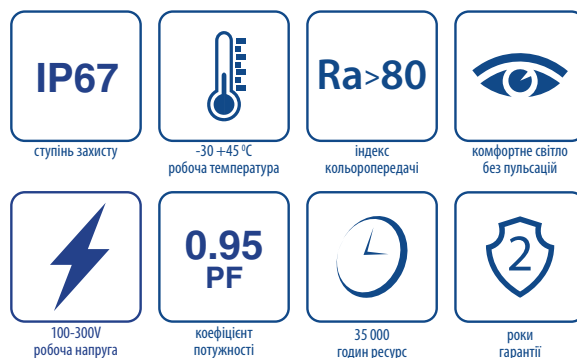 IP67
ступінь захисту
-30 +45 ⁰C
робоча температура
Ra>80
індекс
кольоропередачі
комфортне світло
без пульсацій
100-300V
робоча напруга
0.95
PF
коефіцієнт
потужності
35 000
годин ресурс
2
роки
гарантії